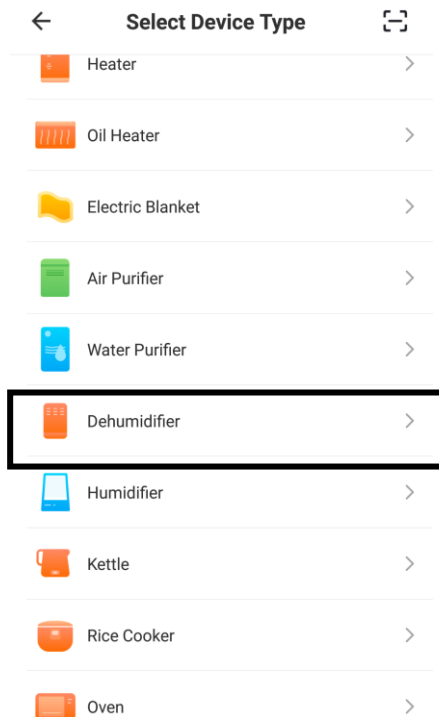 Select Device Type
Heater
Oil Heater
Electric Blanket
Air Purifier
Water Purifier
Dehumidifier
Humidifier
Kettle
Rice Cooker
Oven